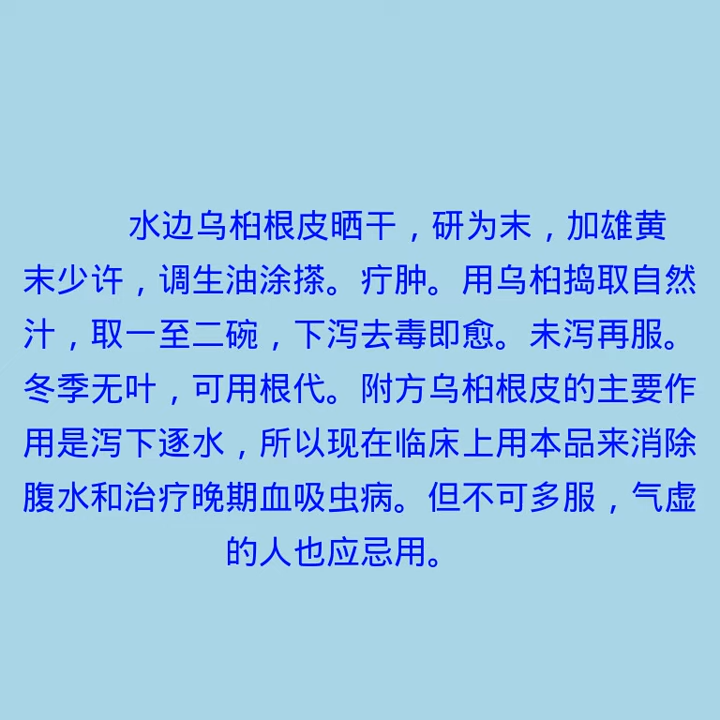 水边乌桕根皮晒干，研为末，加雄黄
末少许，调生油涂搽。疔肿。用乌桕捣取自然
汁，取一至二碗，下泻去毒即愈。未泻再服。
冬季无叶，可用根代。附方乌桕根皮的主要作
用是泻下逐水，所以现在临床上用本品来消除
腹水和治疗晚期血吸虫病。但不可多服，气虚
的人也应忌用。